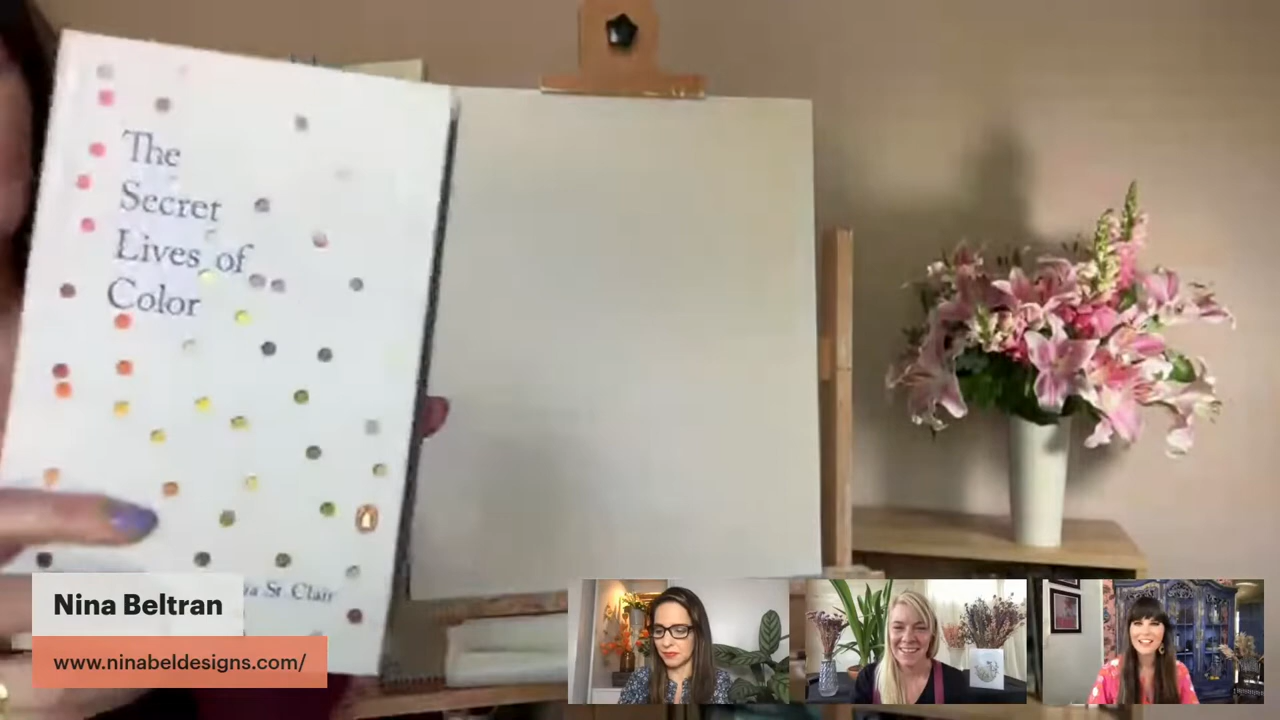 The
Secret
Lives of
Color
St. Clair
Nina Beltran
www.ninabeldesigns.com/